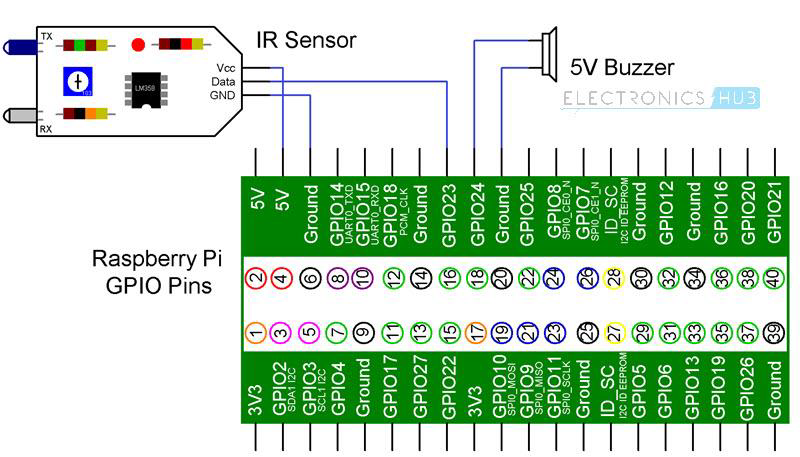 IR Sensor
TX
Vcc
Data
GND
LM358
RX
5V Buzzer
ELECTRONICS HUB
5V
5V
Ground
GPIO14
UART0_TXD
GPIO15
UART0_RXD
GPIO18
PCM_CLK
Ground
GPIO23
GPIO24
Ground
GPIO25
GPIO8
SPI0_CE0_N
GPIO7
SPI0_CE1_N
ID_SC
I2C ID EEPROM
Ground
GPIO12
Ground
GPIO16
GPIO20
GPIO21
Raspberry Pi
GPIO Pins
2 4 6 8 10 12 14 16 18 20 22 24 26 28 30 32 34 36 38 40
1 3 5 7 9 11 13 15 17 19 21 23 25 27 29 31 33 35 37 39
3V3
GPIO2
SDA1 I2C
GPIO3
SCL1 I2C
GPIO4
Ground
GPIO17
GPIO27
GPIO22
3V3
GPIO10
SPI0_MOSI
GPIO9
SPI0_MISO
GPIO11
SPI0_SCLK
Ground
ID_SC
I2C ID EEPROM
GPIO5
GPIO6
GPIO13
GPIO19
GPIO26
Ground